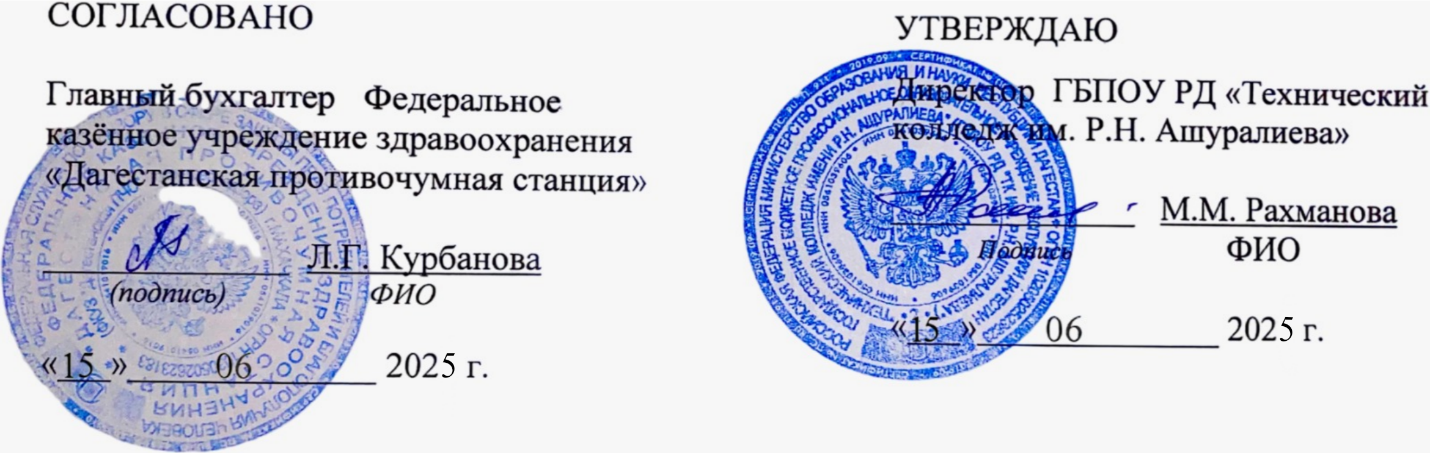 СОГЛАСОВАНО
Главный бухгалтер Федеральное
казённое учреждение здравоохранения
«Дагестанская противочумная станция»
Л.Г. Курбанова
(подпись) ФИО
«15 » 06 2025 г.
УТВЕРЖДАЮ
Директор ГБПОУ РД «Технический
колледж им. Р.Н. Ашуралиева»
М.М. Рахманова
Подпись ФИО
«15 » 06 2025 г.